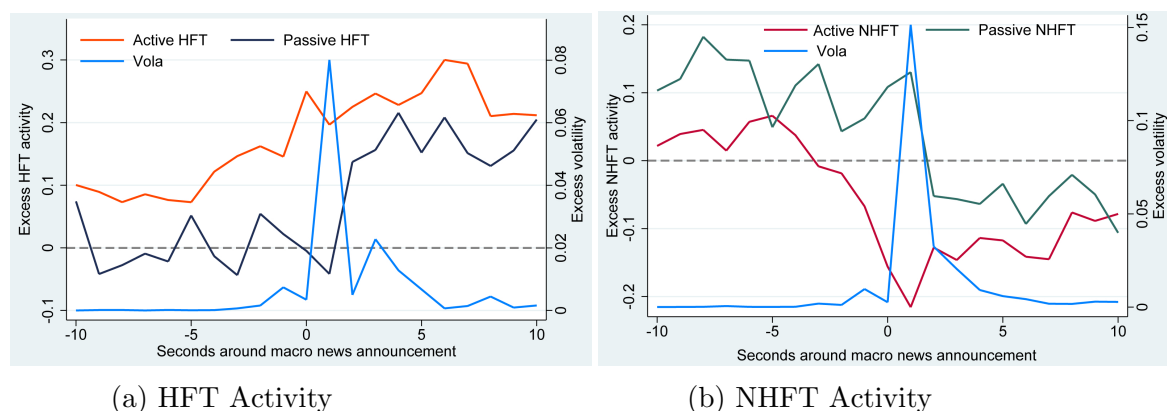 Active HFT Passive HFT
Vola
Excess HFT activity
0.3
0.2
0.1
0
-0.1
Excess volatility
0.08
0.06
0.04
0.02
0
-10 -5 0 5 10
Seconds around macro news announcement
(a) HFT Activity
Active NHFT Passive NHFT
Vola
Excess NHFT activity
0.2
0.1
0
-0.1
-0.2
Excess volatility
0.15
0.10
0.05
0
-10 -5 0 5 10
Seconds around macro news announcement
(b) NHFT Activity